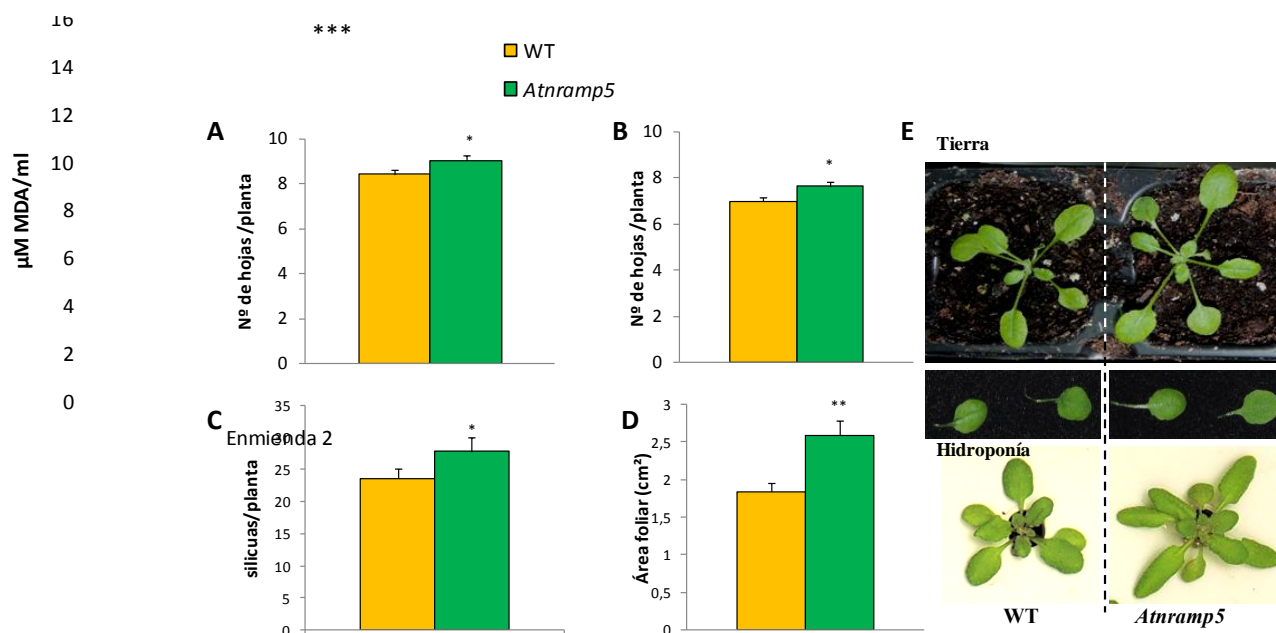 16
14
12
10
8
6
4
2
0
µM MDA/ml
***
Enmienda 2
WT
Atnramp5
A
10
8
6
4
2
0
Nº de hojas /planta
*
B
10
8
6
4
2
0
Nº de hojas /planta
*
C
35
30
25
20
15
10
5
0
silicuas/planta
*
D
3
2,5
2
1,5
1
0,5
0
Área foliar (cm²)
**
E
Tierra
Hidroponía
WT
Atnramp5